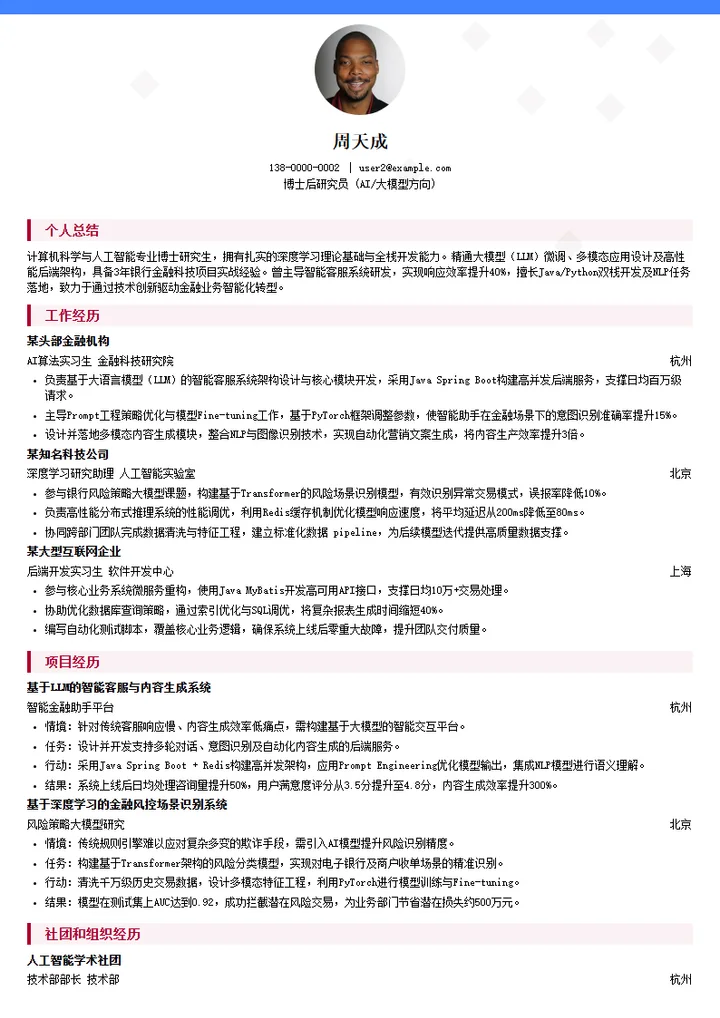 周天成
138-0000-0002 | user2@example.com
博士后研究员（AI/大模型方向）
个人总结
计算机科学与人工智能专业博士研究生，拥有扎实的深度学习理论基础与全栈开发能力。精通大模型（LLM）微调、多模态应用设计及高性
能后端架构，具备3年银行金融科技项目实战经验。曾主导智能客服系统研发，实现响应效率提升40%，擅长Java/Python双栈开发及NLP任务
落地，致力于通过技术创新驱动金融业务智能化转型。
工作经历
某头部金融机构
AI算法实习生 金融科技研究院 杭州
• 负责基于大语言模型（LLM）的智能客服系统架构设计与核心模块开发，采用Java Spring Boot构建高并发后端服务，支撑日均百万级
请求。
• 主导Prompt工程策略优化与模型Fine-tuning工作，基于PyTorch框架调整参数，使智能助手在金融场景下的意图识别准确率提升15%。
• 设计并落地多模态内容生成模块，整合NLP与图像识别技术，实现自动化营销文案生成，将内容生产效率提升3倍。
某知名科技公司
深度学习研究助理 人工智能实验室 北京
• 参与银行风险策略大模型课题，构建基于Transformer的风险场景识别模型，有效识别异常交易模式，误报率降低10%。
• 负责高性能分布式推理系统的性能调优，利用Redis缓存机制优化模型响应速度，将平均延迟从200ms降低至80ms。
• 协同跨部门团队完成数据清洗与特征工程，建立标准化数据 pipeline，为后续模型迭代提供高质量数据支撑。
某大型互联网企业
后端开发实习生 软件开发中心 上海
• 参与核心业务系统微服务重构，使用Java MyBatis开发高可用API接口，支撑日均10万+交易处理。
• 协助优化数据库查询策略，通过索引优化与SQL调优，将复杂报表生成时间缩短40%。
• 编写自动化测试脚本，覆盖核心业务逻辑，确保系统上线后零重大故障，提升团队交付质量。
项目经历
基于LLM的智能客服与内容生成系统
智能金融助手平台 杭州
• 情境：针对传统客服响应慢、内容生成效率低痛点，需构建基于大模型的智能交互平台。
• 任务：设计并开发支持多轮对话、意图识别及自动化内容生成的后端服务。
• 行动：采用Java Spring Boot + Redis构建高并发架构，应用Prompt Engineering优化模型输出，集成NLP模型进行语义理解。
• 结果：系统上线后日均处理咨询量提升50%，用户满意度评分从3.5分提升至4.8分，内容生成效率提升300%。
基于深度学习的金融风控场景识别系统
风险策略大模型研究 北京
• 情境：传统规则引擎难以应对复杂多变的欺诈手段，需引入AI模型提升风险识别精度。
• 任务：构建基于Transformer架构的风险分类模型，实现对电子银行及商户收单场景的精准识别。
• 行动：清洗千万级历史交易数据，设计多模态特征工程，利用PyTorch进行模型训练与Fine-tuning。
• 结果：模型在测试集上AUC达到0.92，成功拦截潜在风险交易，为业务部门节省潜在损失约500万元。
社团和组织经历
人工智能学术社团
技术部部长 技术部 杭州